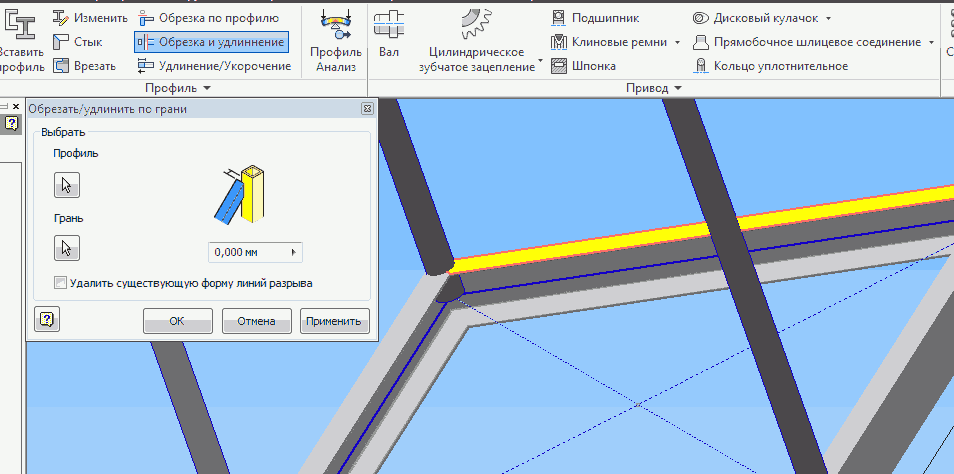 Изменить
Обрезка по профилю
Стык
Обрезка и удлиннение
Врезать
Удлинение/Укорочение
Вставить
профиль
Профиль
Анализ
Вал
Цилиндрическое
зубчатое зацепление
Подшипник
Клиновые ремни
Шпонка
Дисковый кулачок
Прямобочное шлицевое соединение
Кольцо уплотнительное
Профиль
Привод
Обрезать/удлинить по грани
Выбрать
Профиль
Грань
0,000 мм
Удалить существующую форму линий разрыва
ОК
Отмена
Применить